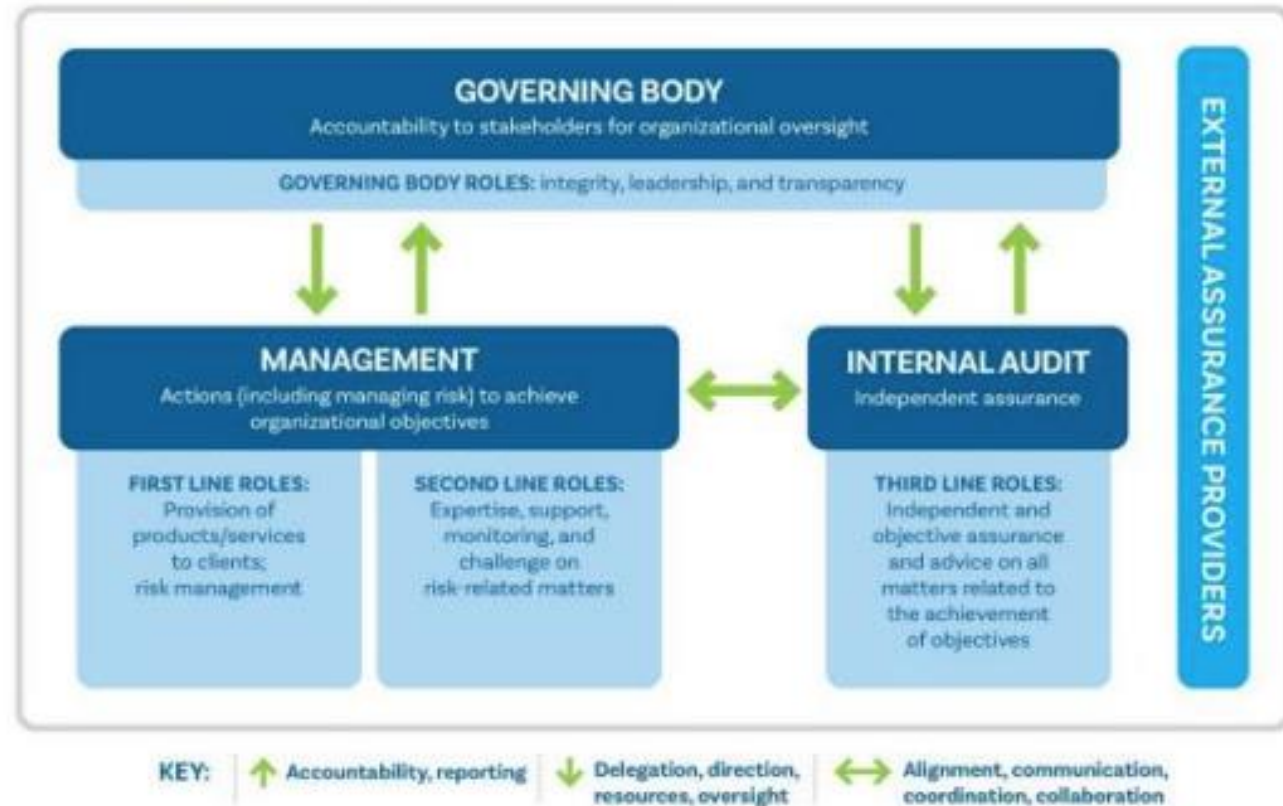 GOVERNING BODY
Accountability to stakeholders for organizational oversight
GOVERNING BODY ROLES: integrity, leadership, and transparency
MANAGEMENT
Actions (including managing risk) to achieve
organizational objectives
FIRST LINE ROLES:
Provision of
products/services
to clients;
risk management
SECOND LINE ROLES:
Expertise, support,
monitoring, and
challenge on
risk-related matters
INTERNAL AUDIT
Independent assurance
THIRD LINE ROLES:
Independent and
objective assurance
and advice on all
matters related to
the achievement
of objectives
EXTERNAL ASSURANCE PROVIDERS
KEY:
Accountability, reporting
Delegation, direction,
resources, oversight
Alignment, communication,
coordination, collaboration